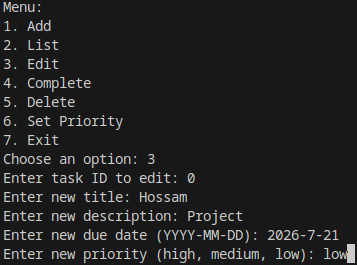 Menu:
1. Add
2. List
3. Edit
4. Complete
5. Delete
6. Set Priority
7. Exit
Choose an option: 3
Enter task ID to edit: 0
Enter new title: Hossam
Enter new description: Project
Enter new due date (YYYY-MM-DD): 2026-7-21
Enter new priority (high, medium, low): low